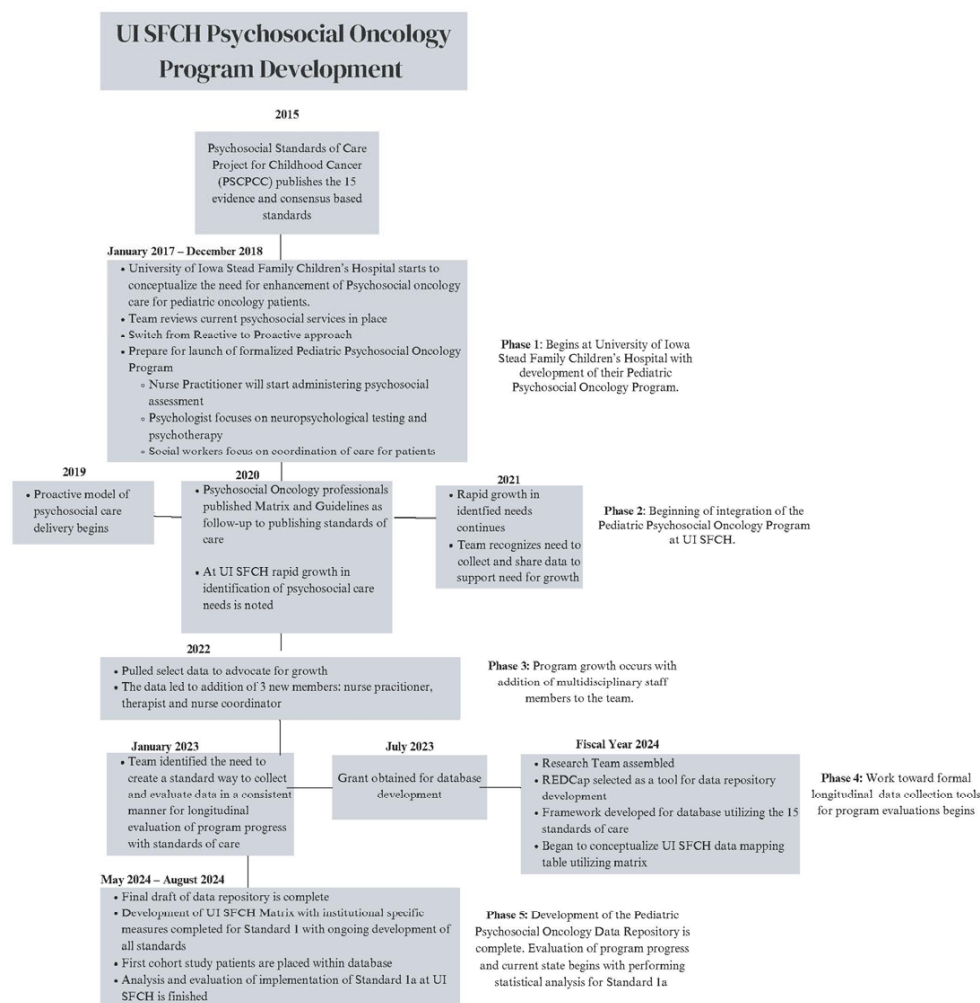 UI SFCH Psychosocial Oncology
Program Development
2015
Psychosocial Standards of Care
Project for Childhood Cancer
(PSCPCC) publishes the 15
evidence and consensus based
standards
January 2017 – December 2018
• University of Iowa Stead Family Children's Hospital starts to
conceptualize the need for enhancement of Psychosocial oncology
care for pediatric oncology patients.
• Team reviews current psychosocial services in place
• Switch from Reactive to Proactive approach
• Prepare for launch of formalized Pediatric Psychosocial Oncology
Program
◦ Nurse Practitioner will start administering psychosocial
assessment
◦ Psychologist focuses on neuropsychological testing and
psychotherapy
◦ Social workers focus on coordination of care for patients
Phase 1: Begins at University of Iowa
Stead Family Children's Hospital with
development of their Pediatric
Psychosocial Oncology Program.
2019
• Proactive model of
psychosocial care
delivery begins
2020
• Psychosocial Oncology professionals
published Matrix and Guidelines as
follow-up to publishing standards of
care
• At UI SFCH rapid growth in
identification of psychosocial care
needs is noted
2021
• Rapid growth in
identfied needs
continues
• Team recognizes need to
collect and share data to
support need for growth
Phase 2: Beginning of integration of the
Pediatric Psychosocial Oncology Program
at UI SFCH.
2022
• Pulled select data to advocate for growth
• The data led to addition of 3 new members: nurse pracitioner,
therapist and nurse coordinator
Phase 3: Program growth occurs with
addition of multidisciplinary staff
members to the team.
January 2023
• Team identified the need to
create a standard way to collect
and evaluate data in a consistent
manner for longitudinal
evaluation of program progress
with standards of care
July 2023
Grant obtained for database
development
Fiscal Year 2024
• Research Team assembled
• REDCap selected as a tool for data repository
development
• Framework developed for database utilizing the 15
standards of care
• Began to conceptualize UI SFCH data mapping
table utilizing matrix
Phase 4: Work toward formal
longitudinal data collection tools
for program evaluations begins
May 2024 – August 2024
• Final draft of data repository is complete
• Development of UI SFCH Matrix with institutional specific
measures completed for Standard 1 with ongoing development of
all standards
• First cohort study patients are placed within database
• Analysis and evaluation of implementation of Standard 1a at UI
SFCH is finished
Phase 5: Development of the Pediatric
Psychosocial Oncology Data Repository is
complete. Evaluation of program progress
and current state begins with performing
statistical analysis for Standard 1a